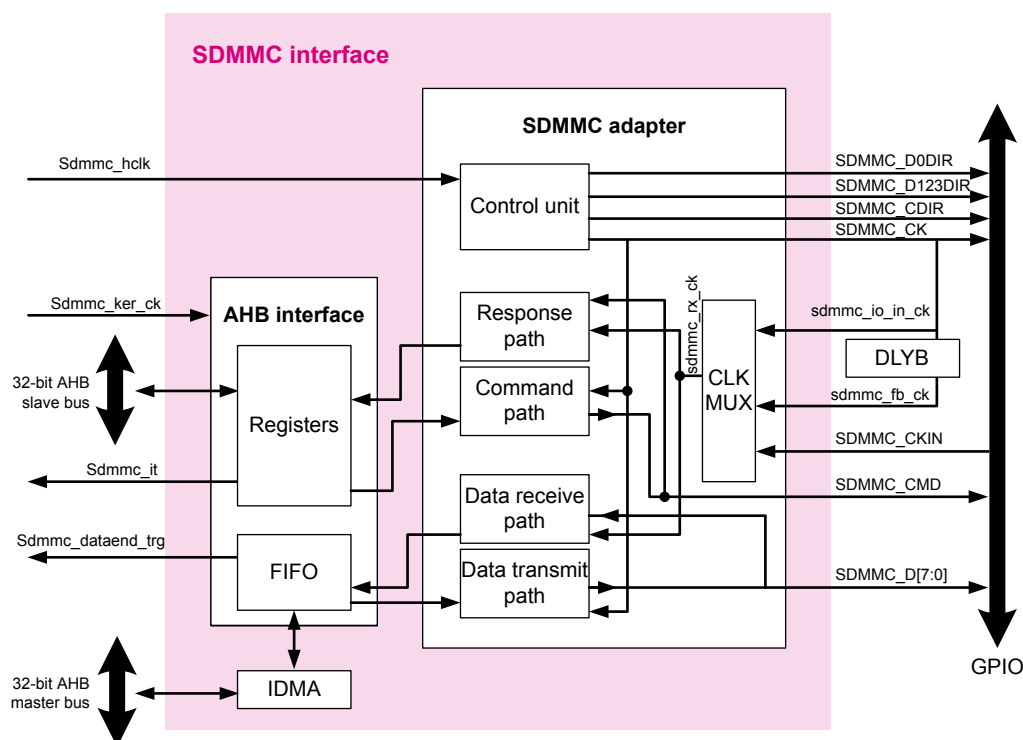 SDMMC interface
SDMMC adapter
Sdmmc_hclk
Control unit
SDMMC_D0DIR
SDMMC_D123DIR
SDMMC_CDIR
SDMMC_CK
Sdmmc_ker_ck
AHB interface
Response
path
sdmmc_rx_ck
CLK
MUX
sdmmc_io_in_ck
DLYB
sdmmc_fb_ck
32-bit AHB
slave bus
Registers
Command
path
SDMMC_CKIN
Sdmmc_it
Data receive
path
SDMMC_CMD
Sdmmc_dataend_trg
FIFO
Data transmit
path
SDMMC_D[7:0]
32-bit AHB
master bus
IDMA
GPIO